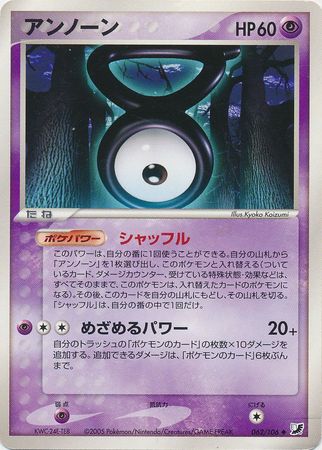 アンノーン HP60
たね
Illus. Kyoko Koizumi
ポケパワー シャッフル
このパワーは、自分の番に1回使うことができる。自分の山札から
「アンノーン」を1枚選び出し、このポケモンと入れ替える（ついて
いるカード、ダメージカウンター、受けている特殊状態・効果などは、
すべてそのままで、このポケモンは、入れ替えたカードのポケモンに
なる）。その後、このカードを自分の山札にもどし、その山札を切る。
「シャッフル」は、自分の番の中で1回だけ。
めざめるパワー 20+
自分のトラッシュの「ポケモンのカード」の枚数×10ダメージを
追加する。追加できるダメージは、「ポケモンのカード」6枚ぶんま
で。
弱点 抵抗力 にげる
©2005 Pokémon/Nintendo/Creatures/GAME FREAK
062/106